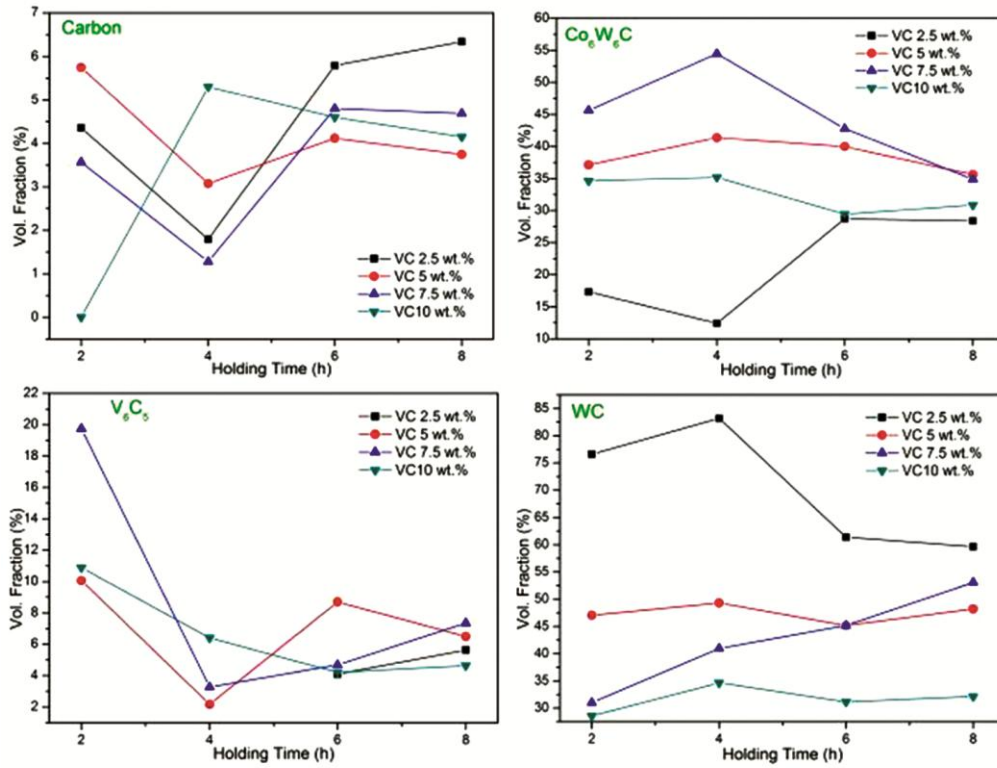 Carbon
7
6
5
4
3
2
1
0
Vol. Fraction (%)
VC 2.5 wt.%
VC 5 wt.%
VC 7.5 wt.%
VC10 wt.%
2 4 6 8
Holding Time (h)
Co₆W₆C
60
55
50
45
40
35
30
25
20
15
10
Vol. Fraction (%)
VC 2.5 wt.%
VC 5 wt.%
VC 7.5 wt.%
VC10 wt.%
2 4 6 8
Holding Time (h)
V₆C₅
22
20
18
16
14
12
10
8
6
4
2
Vol. Fraction (%)
VC 2.5 wt.%
VC 5 wt.%
VC 7.5 wt.%
VC10 wt.%
2 4 6 8
Holding Time (h)
WC
85
80
75
70
65
60
55
50
45
40
35
30
Vol. Fraction (%)
VC 2.5 wt.%
VC 5 wt.%
VC 7.5 wt.%
VC10 wt.%
2 4 6 8
Holding Time (h)